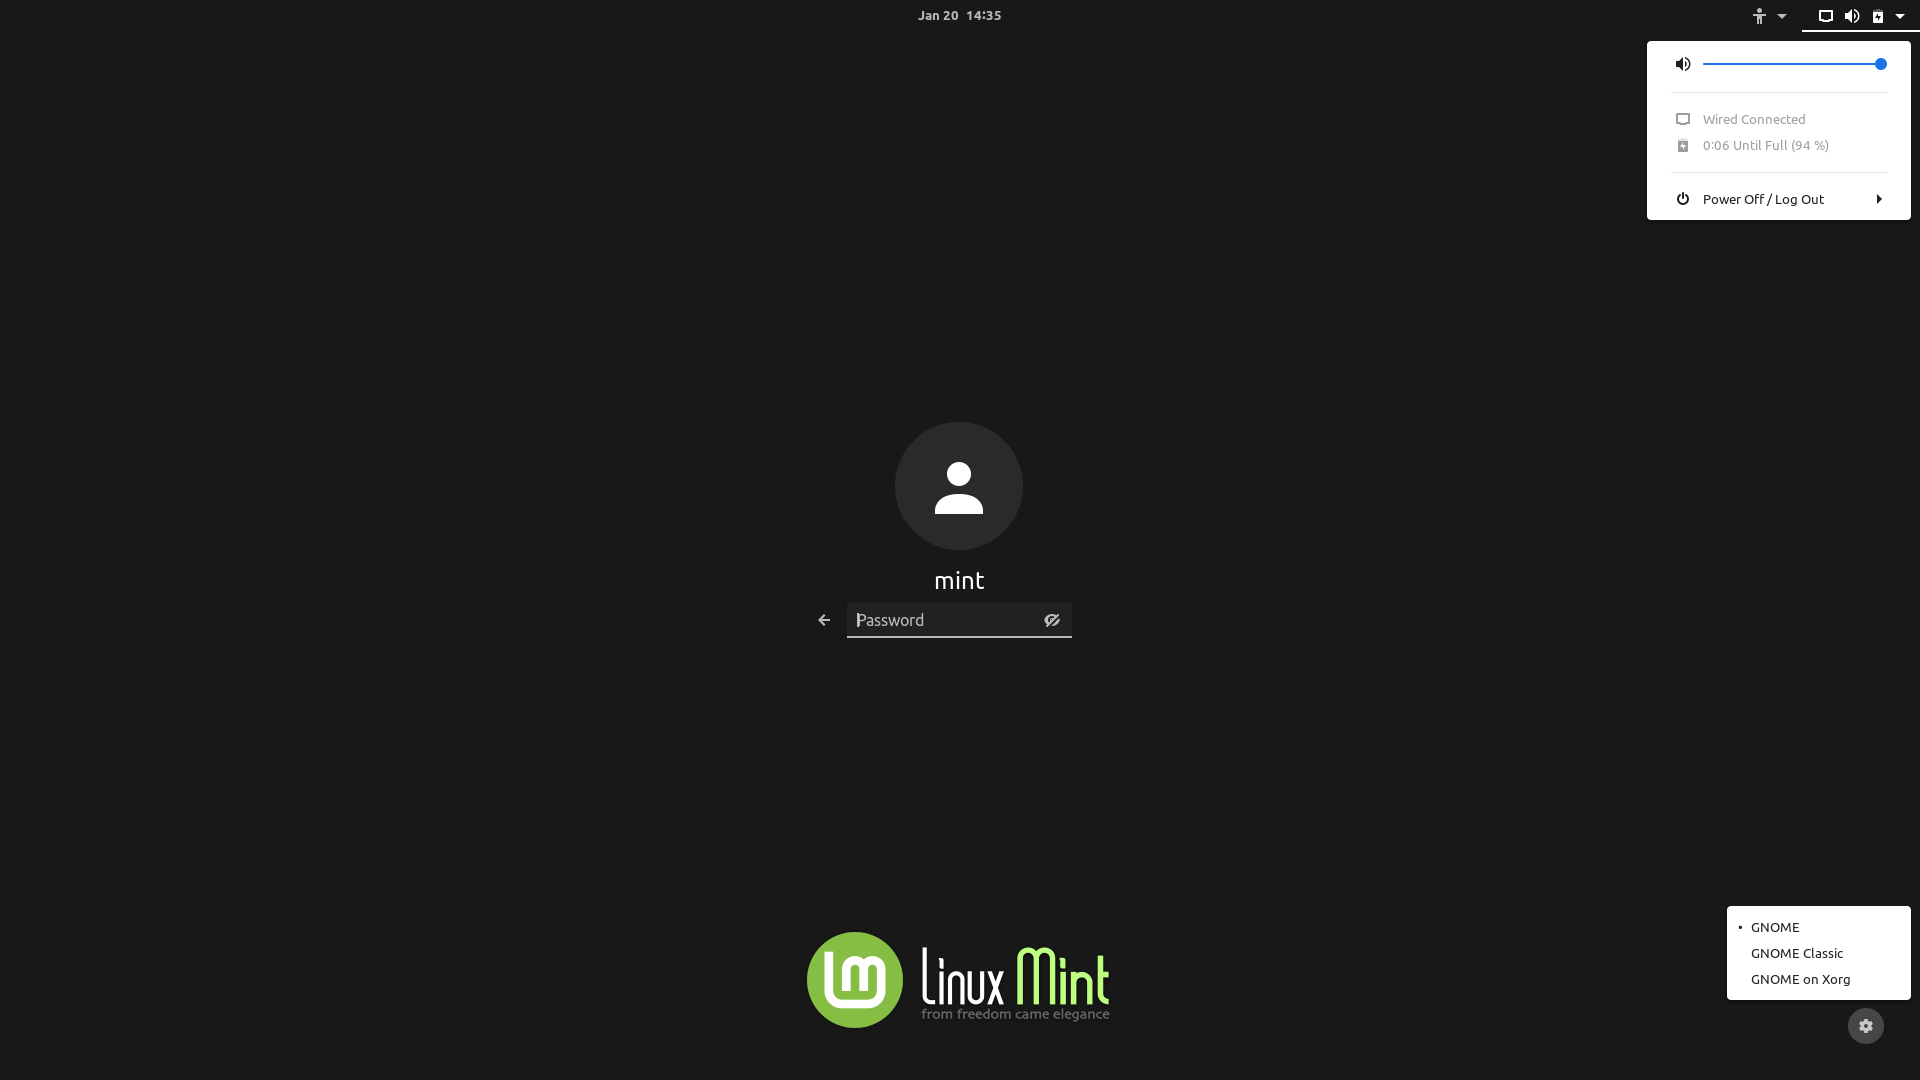 Jan 20 14:35
Wired Connected
0:06 Until Full (94 %)
Power Off / Log Out
mint
Password
Linux Mint
from freedom came elegance
• GNOME
GNOME Classic
GNOME on Xorg